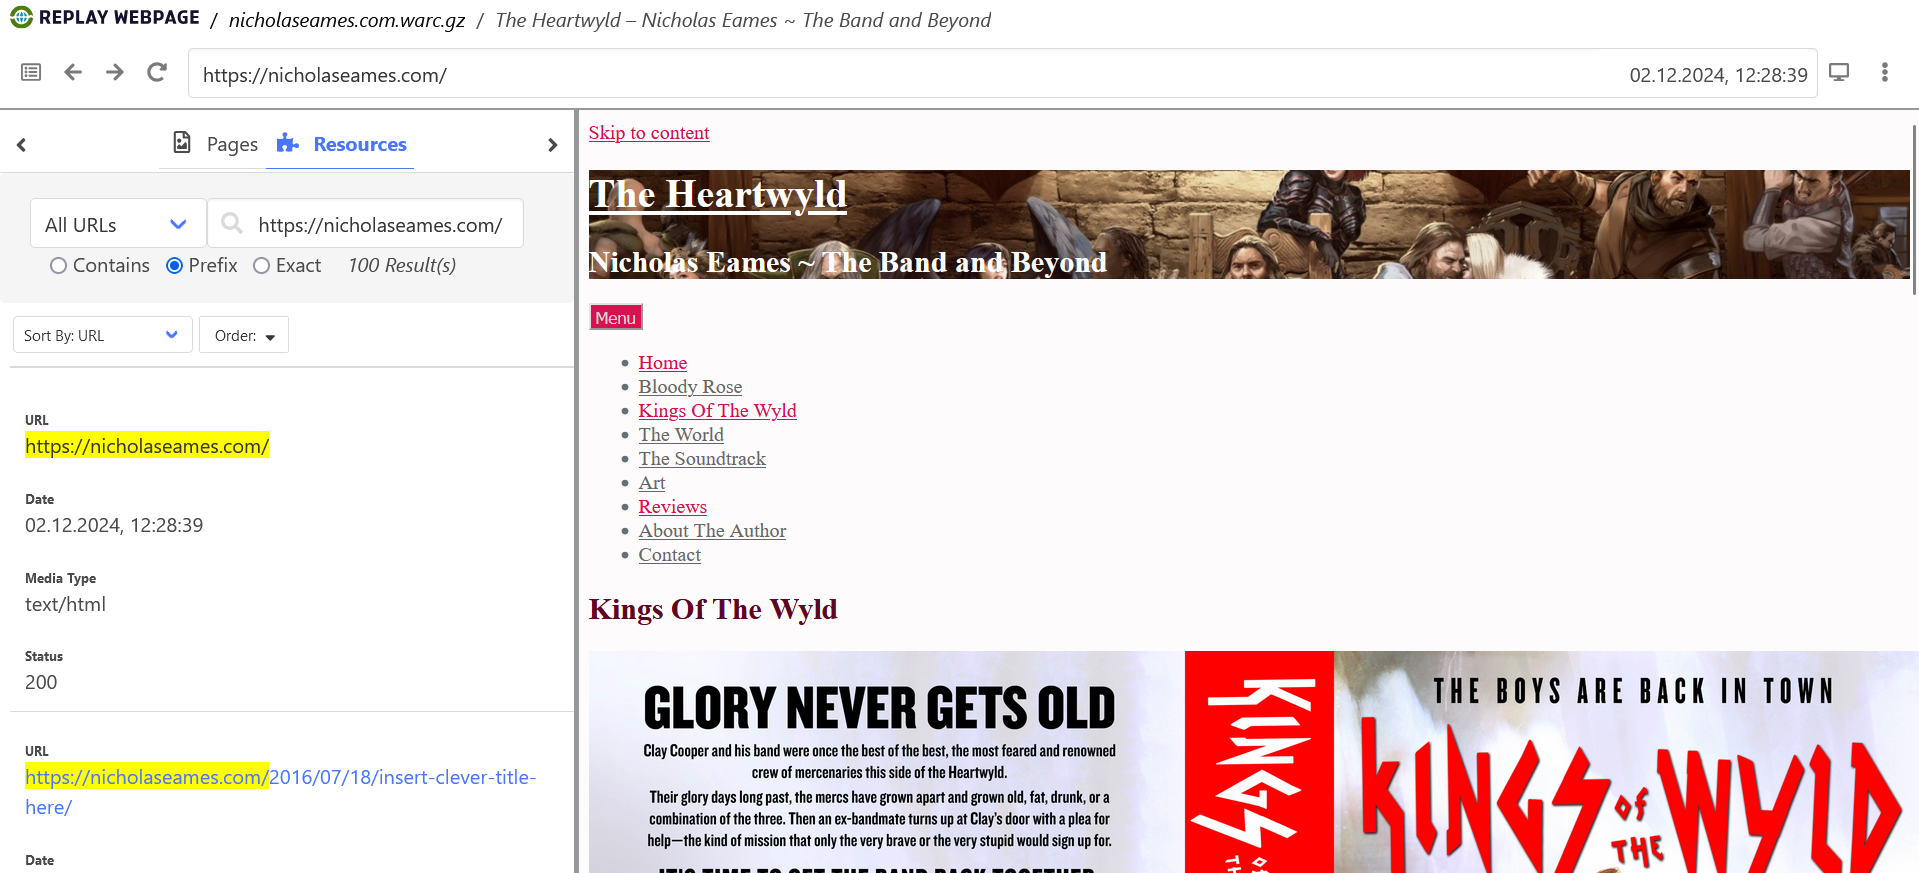 REPLAY WEBPAGE / nicholaseames.com.warc.gz / The Heartwyld – Nicholas Eames ~ The Band and Beyond
https://nicholaseames.com/ 02.12.2024, 12:28:39
Pages Resources
All URLs https://nicholaseames.com/
Contains Prefix Exact 100 Result(s)
Sort By: URL Order:
URL
https://nicholaseames.com/
Date
02.12.2024, 12:28:39
Media Type
text/html
Status
200
URL
https://nicholaseames.com/2016/07/18/insert-clever-title-
here/
Date
Skip to content
The Heartwyld
Nicholas Eames ~ The Band and Beyond
Menu
Home
Bloody Rose
Kings Of The Wyld
The World
The Soundtrack
Art
Reviews
About The Author
Contact
Kings Of The Wyld
GLORY NEVER GETS OLD
Clay Cooper and his band were once the best of the best, the most feared and renowned
crew of mercenaries this side of the Heartwyld.
Their glory days long past, the mercs have grown apart and grown old, fat, drunk, or a
combination of the three. Then an ex-bandmate turns up at Clay's door with a plea for
help—the kind of mission that only the very brave or the very stupid would sign up for.
IT'S TIME TO GET THE BAND BACK TOGETHER
KINGS
OF
TH
THE BOYS ARE BACK IN TOWN
KINGS OF THE WYLD